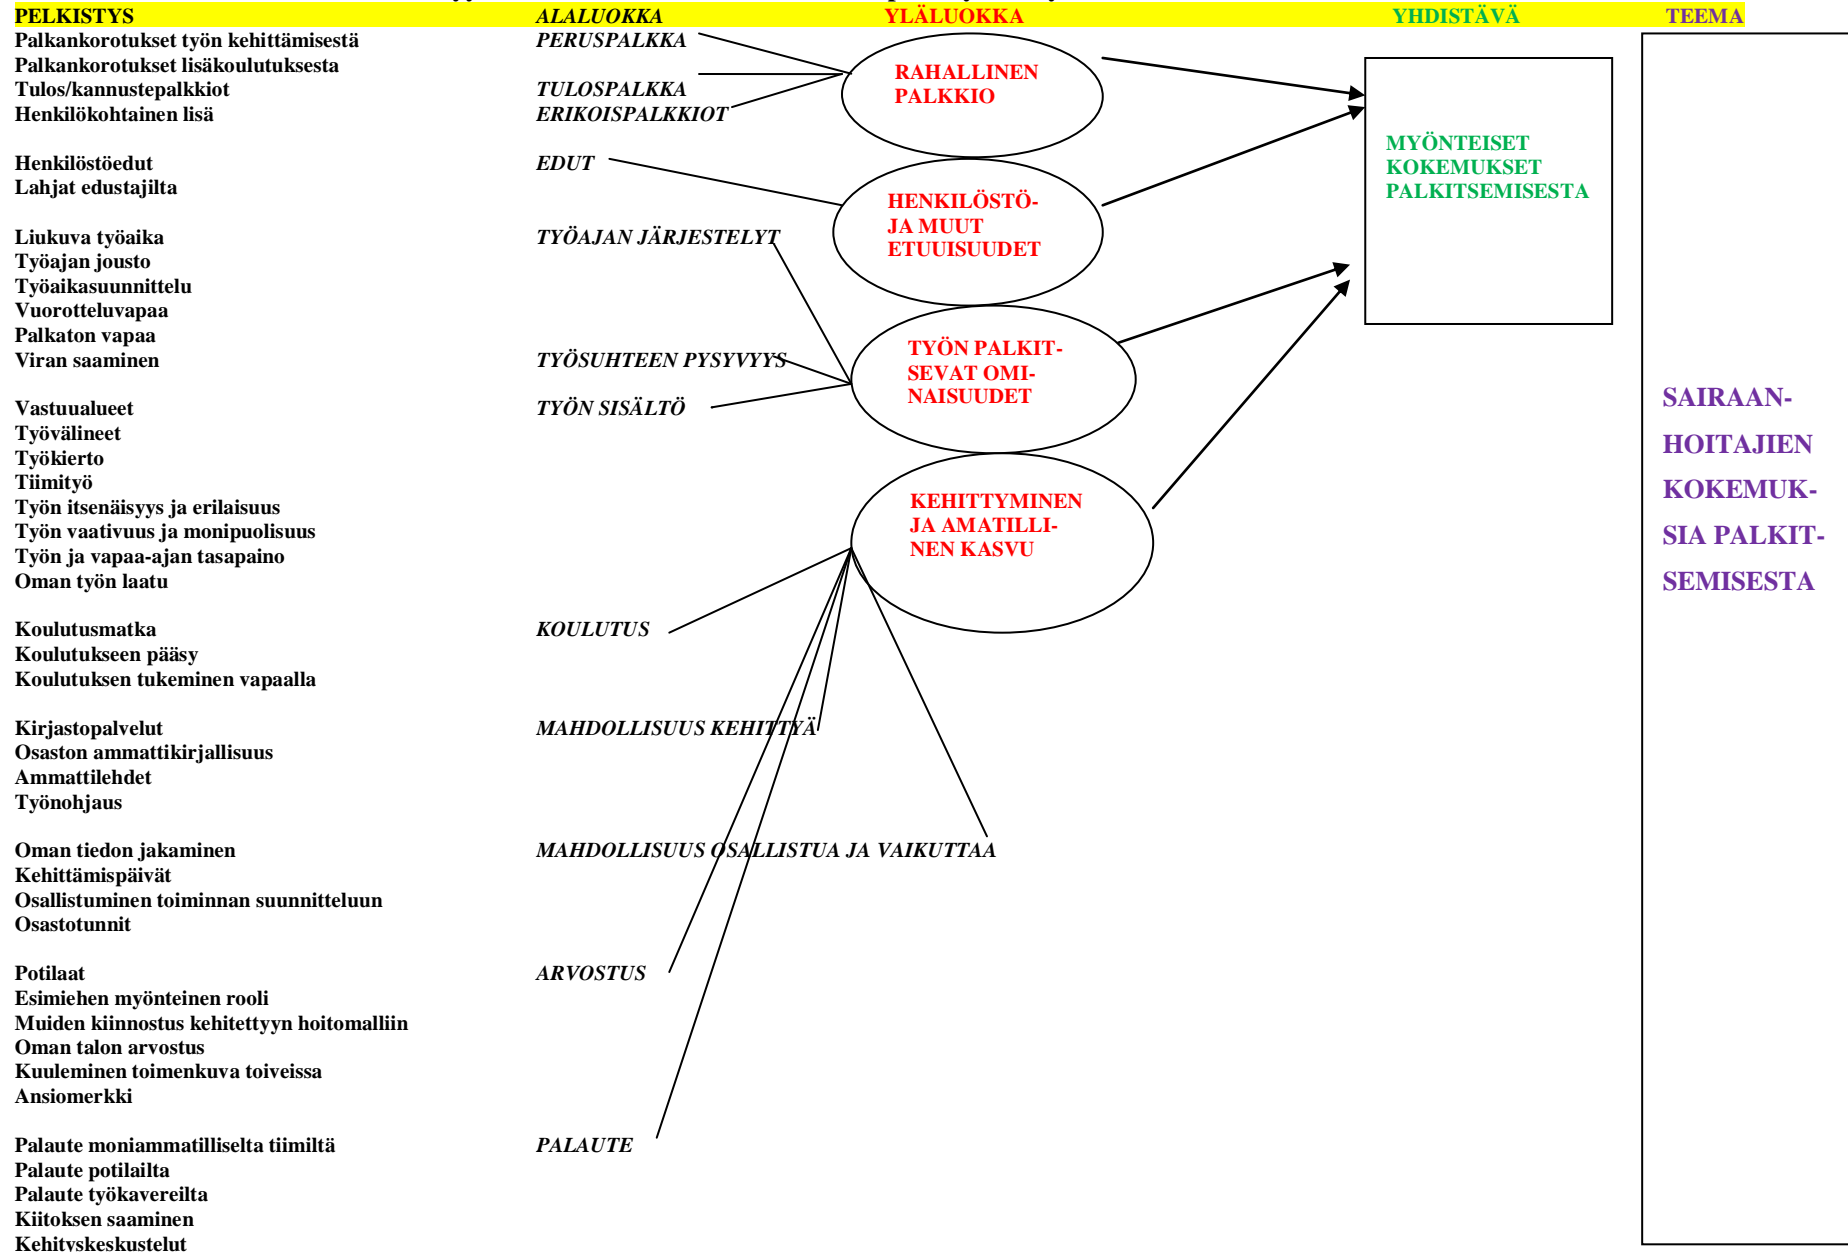 PELKISTYS ALALUOKKA YLÄLUOKKA YHDISTÄVÄ TEEMA
Palkankorotukset työn kehittämisestä PERUSPALKKA
Palkankorotukset lisäkoulutuksesta
Tulos/kannustepalkkiot TULOSPALKKA
Henkilökohtainen lisä ERIKOISPALKKIOT
RAHALLINEN
PALKKIO
Henkilöstöedut EDUT
Lahjat edustajilta
HENKILÖSTÖ-
JA MUUT
ETUUISUUDET
MYÖNTEISET
KOKEMUKSET
PALKITSEMISESTA
Liukuva työaika TYÖAJAN JÄRJESTELYT
Työajan jousto
Työaikasuunnittelu
Vuorotteluvapaa
Palkaton vapaa
Viran saaminen TYÖSUHTEEN PYSYVYYS
TYÖN PALKIT-
SEVAT OMI-
NAISUUDET
Vastuualueet TYÖN SISÄLTÖ
Työvälineet
Työkierto
Tiimityö
Työn itsenäisyys ja erilaisuus
Työn vaativuus ja monipuolisuus
Työn ja vapaa-ajan tasapaino
Oman työn laatu
KEHITTYMINEN
JA AMATILLI-
NEN KASVU
SAIRAAN-
HOITAJIEN
KOKEMUK-
SIA PALKIT-
SEMISESTA
Koulutusmatka KOULUTUS
Koulutukseen pääsy
Koulutuksen tukeminen vapaalla
Kirjastopalvelut MAHDOLLISUUS KEHITTYÄ
Osaston ammattikirjallisuus
Ammattilehdet
Työnohjaus
Oman tiedon jakaminen MAHDOLLISUUS OSALLISTUA JA VAIKUTTAA
Kehittämispäivät
Osallistuminen toiminnan suunnitteluun
Osastotunnit
Potilaat ARVOSTUS
Esimiehen myönteinen rooli
Muiden kiinnostus kehitettyyn hoitomalliin
Oman talon arvostus
Kuuleminen toimenkuva toiveissa
Ansiomerkki
Palaute moniammatilliselta tiimiltä PALAUTE
Palaute potilailta
Palaute työkavereilta
Kiitoksen saaminen
Kehityskeskustelut